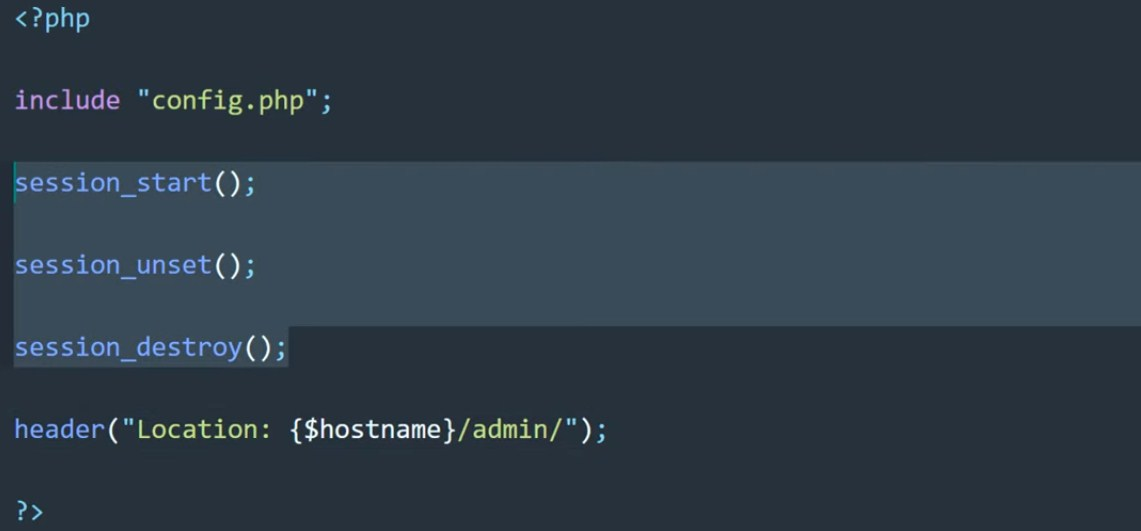 <?php
include "config.php";
session_start();
session_unset();
session_destroy();
header("Location: {$hostname}/admin/");
?>